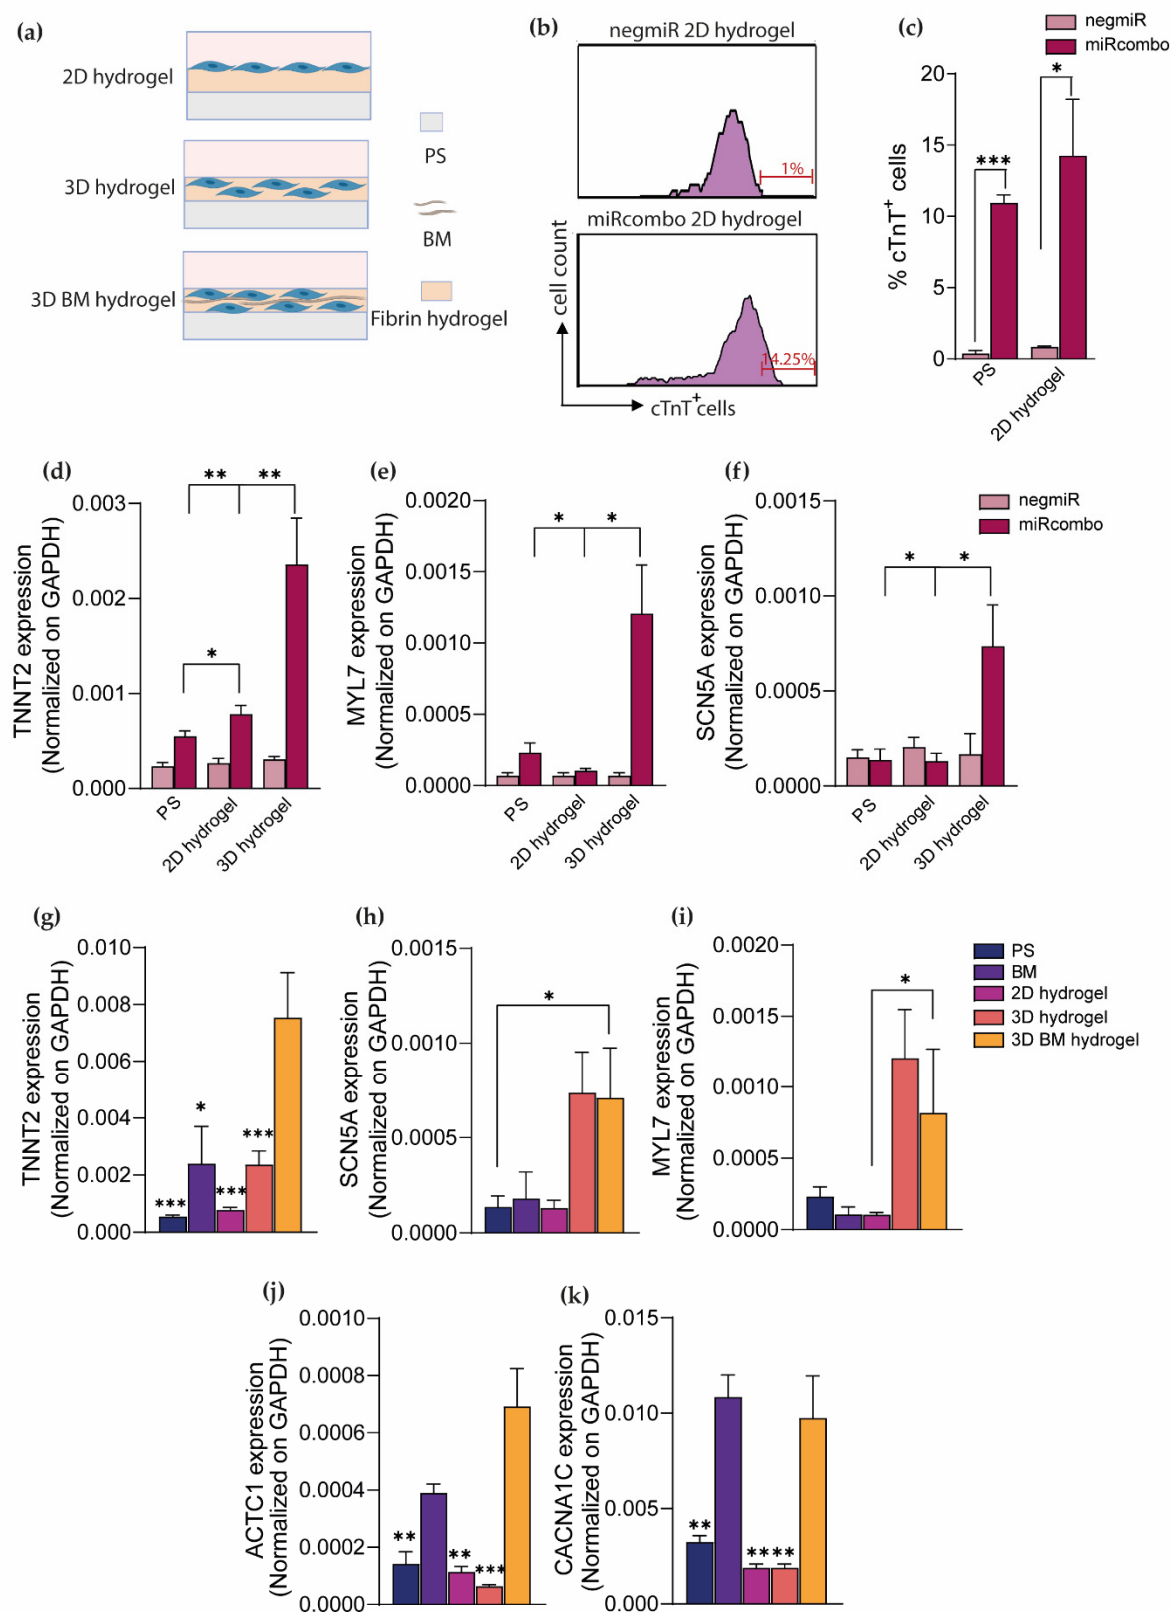 (a)
2D hydrogel
3D hydrogel
3D BM hydrogel
PS
BM
Fibrin hydrogel
(b)
negmiR 2D hydrogel
1%
miRcombo 2D hydrogel
14.25%
cell count
cTnT+cells
(c)
negmiR
miRcombo
% cTnT+ cells
20
15
10
5
0
***
*
PS
2D hydrogel
(d)
TNNT2 expression
(Normalized on GAPDH)
0.003
0.002
0.001
0.000
** **
*
PS
2D hydrogel
3D hydrogel
(e)
MYL7 expression
(Normalized on GAPDH)
0.0020
0.0015
0.0010
0.0005
0.0000
* *
PS
2D hydrogel
3D hydrogel
(f)
SCN5A expression
(Normalized on GAPDH)
0.0015
0.0010
0.0005
0.0000
* *
PS
2D hydrogel
3D hydrogel
negmiR
miRcombo
(g)
TNNT2 expression
(Normalized on GAPDH)
0.010
0.008
0.006
0.004
0.002
0.000
*** * *** ***
(h)
SCN5A expression
(Normalized on GAPDH)
0.0015
0.0010
0.0005
0.0000
*
(i)
MYL7 expression
(Normalized on GAPDH)
0.0020
0.0015
0.0010
0.0005
0.0000
*
PS
BM
2D hydrogel
3D hydrogel
3D BM hydrogel
(j)
ACTC1 expression
(Normalized on GAPDH)
0.0010
0.0008
0.0006
0.0004
0.0002
0.0000
** ** ***
(k)
CACNA1C expression
(Normalized on GAPDH)
0.015
0.010
0.005
0.000
** ** **